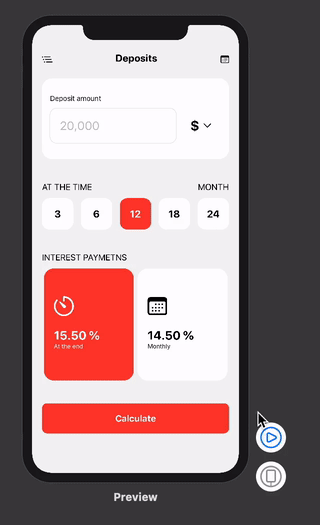 Deposits
Deposit amount
20,000
$
AT THE TIME MONTH
3 6 12 18 24
INTEREST PAYMETNS
15.50 % 14.50 %
At the end Monthly
Calculate
Preview